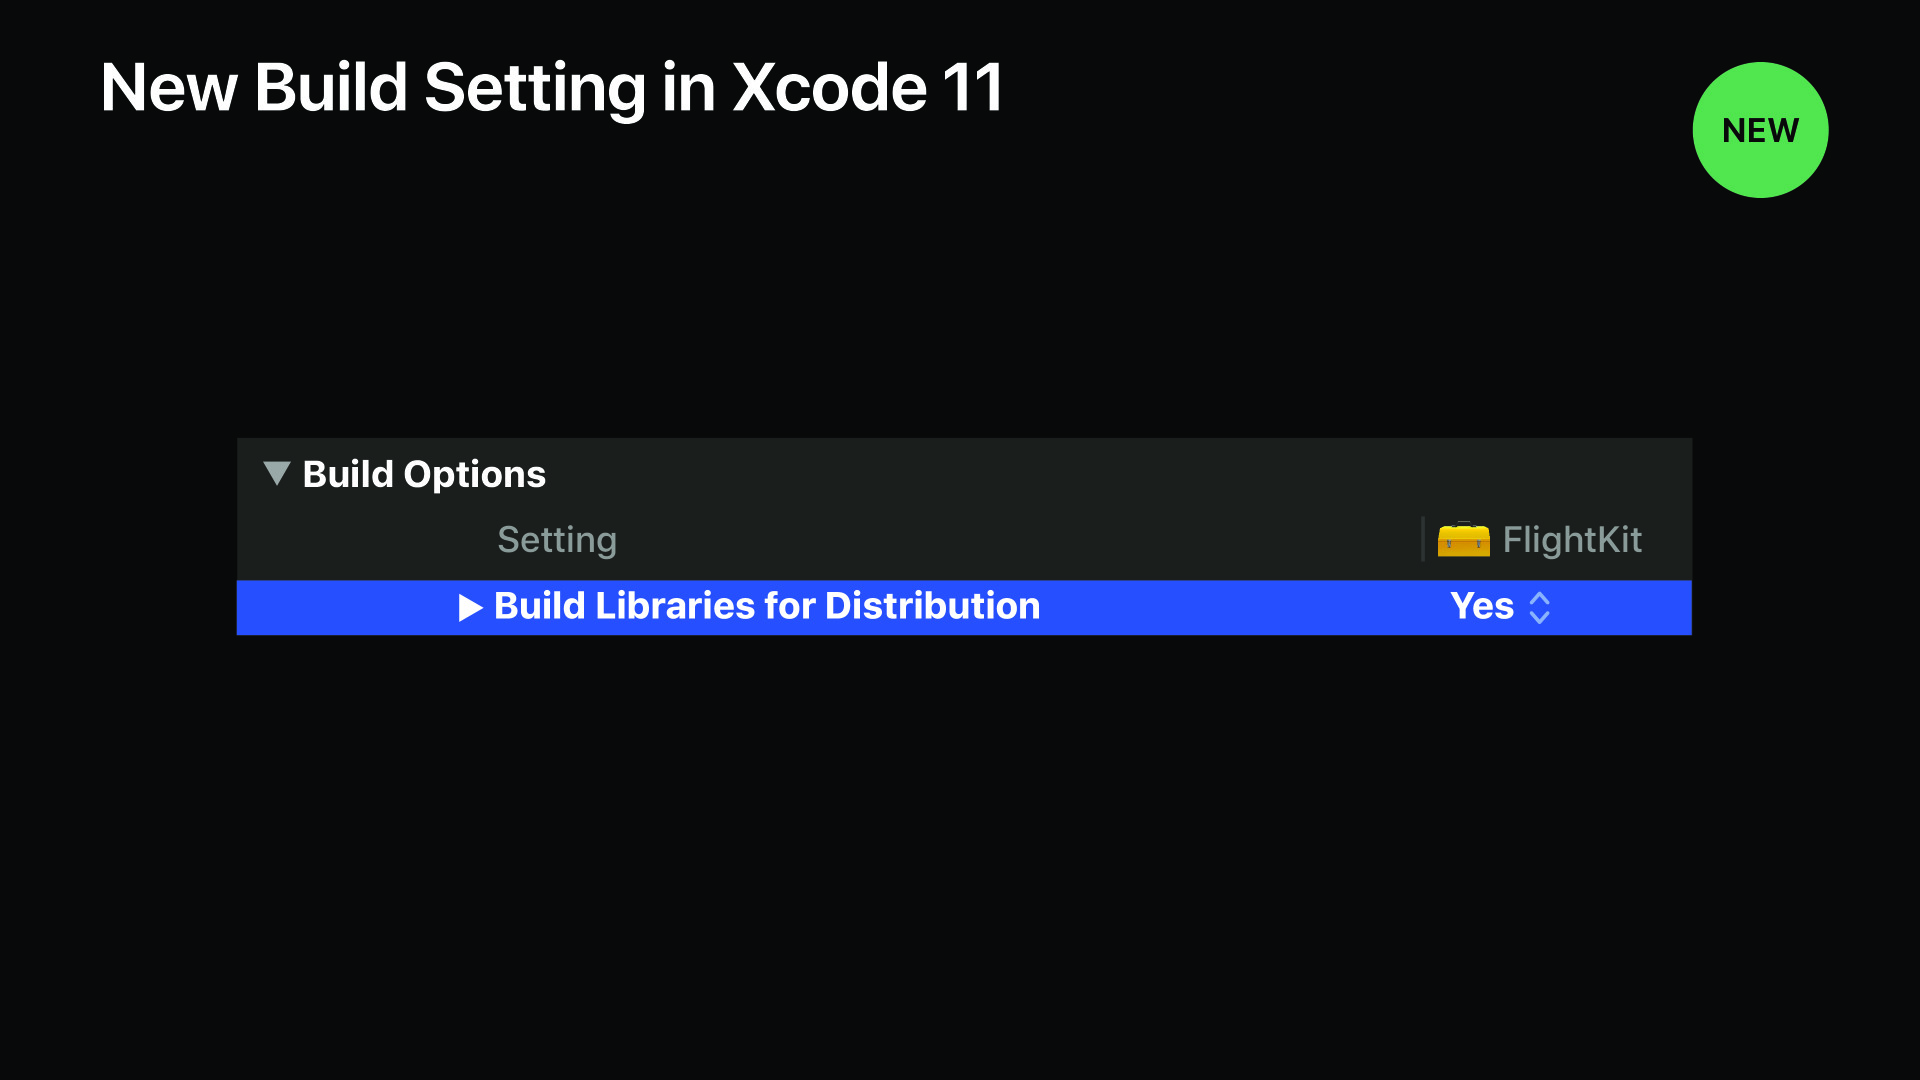 New Build Setting in Xcode 11
NEW
Build Options
Setting
FlightKit
Build Libraries for Distribution
Yes